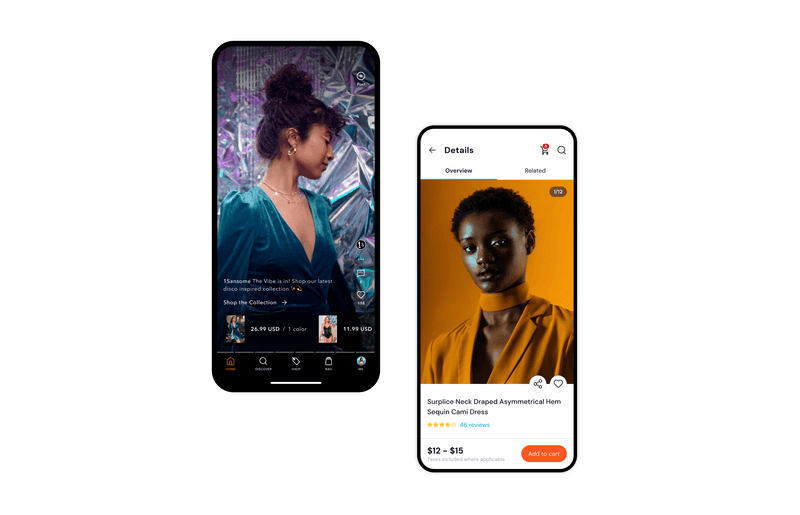 Post
1Sansome The Vibe is in! Shop our latest
disco inspired collection
Shop the Collection →
26.99 USD / 1 color
11.99 USD
HOME
DISCOVER
SHOP
BAG
ME
← Details
Overview
Related
1/12
Surplice Neck Draped Asymmetrical Hem
Sequin Cami Dress
46 reviews
$12 - $15
Taxes included where applicable
Add to cart